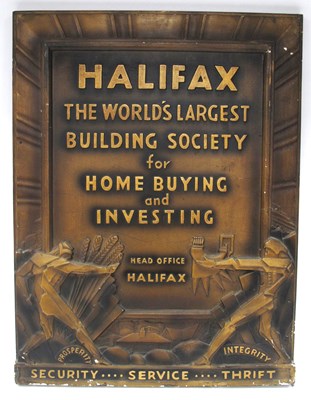 HALIFAX
THE WORLD'S LARGEST
BUILDING SOCIETY
for
HOME BUYING
and
INVESTING
HEAD OFFICE
HALIFAX
PROSPERITY
INTEGRITY
SECURITY •••• SERVICE •••• THRIFT